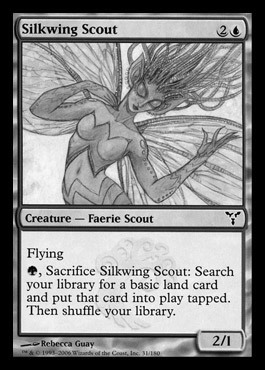 Silkwing Scout 2
Creature — Faerie Scout
Flying
, Sacrifice Silkwing Scout: Search
your library for a basic land card
and put that card into play tapped.
Then shuffle your library.
Rebecca Guay
™ & © 1993–2006 Wizards of the Coast, Inc. 31/180
2/1